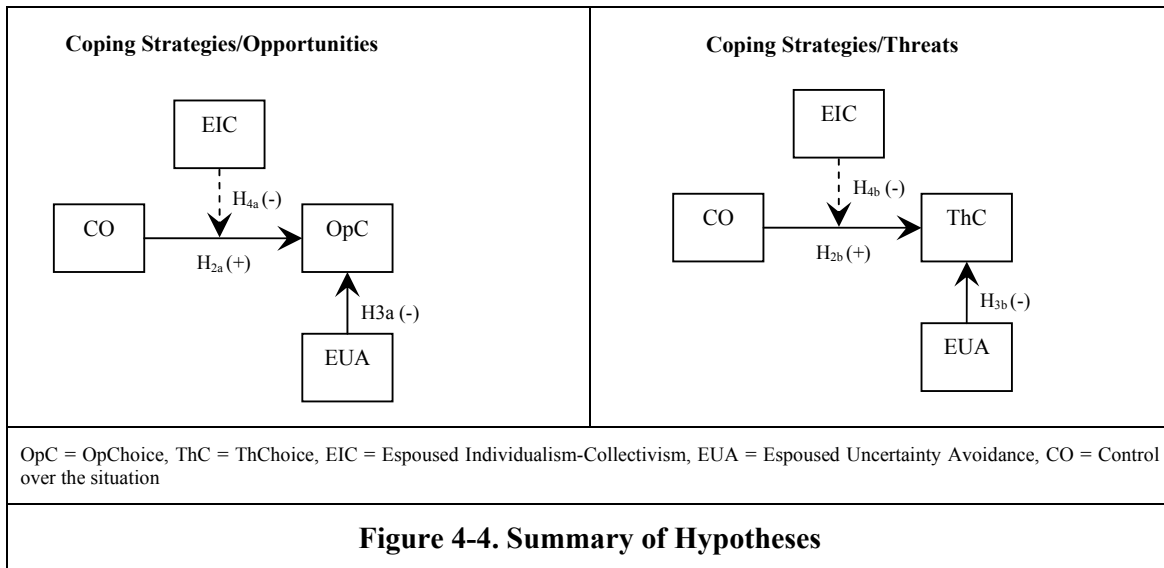 Coping Strategies/Opportunities
EIC
H4a (-)
CO
OpC
H2a (+)
H3a (-)
EUA
Coping Strategies/Threats
EIC
H4b (-)
CO
ThC
H2b (+)
H3b (-)
EUA
OpC = OpChoice, ThC = ThChoice, EIC = Espoused Individualism-Collectivism, EUA = Espoused Uncertainty Avoidance, CO = Control
over the situation
Figure 4-4. Summary of Hypotheses